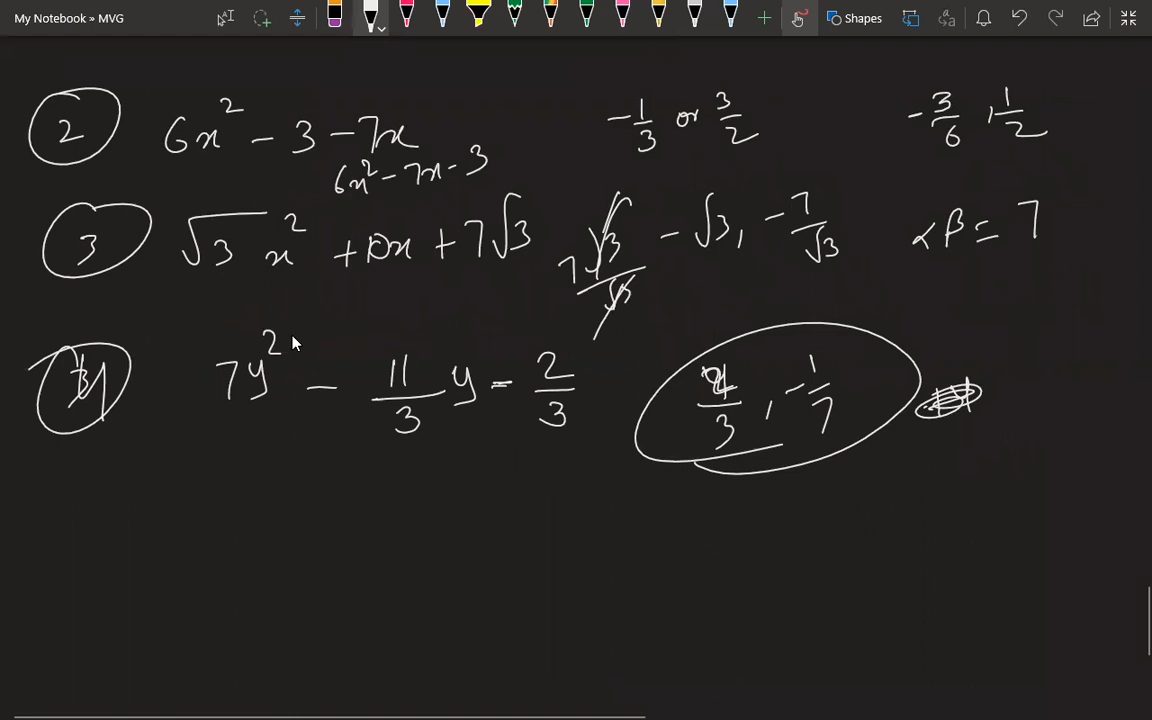 My Notebook – MVG
Shapes
2 6x² - 3 - 7x -1/3 or 3/2 -3/6, 1/2
6x² - 7x - 3
3 √3 x² + 10x + 7√3 7√3/√3 -√3, -7/√3 αβ = 7
7y² - 11/3 y - 2/3 /3, -1/7